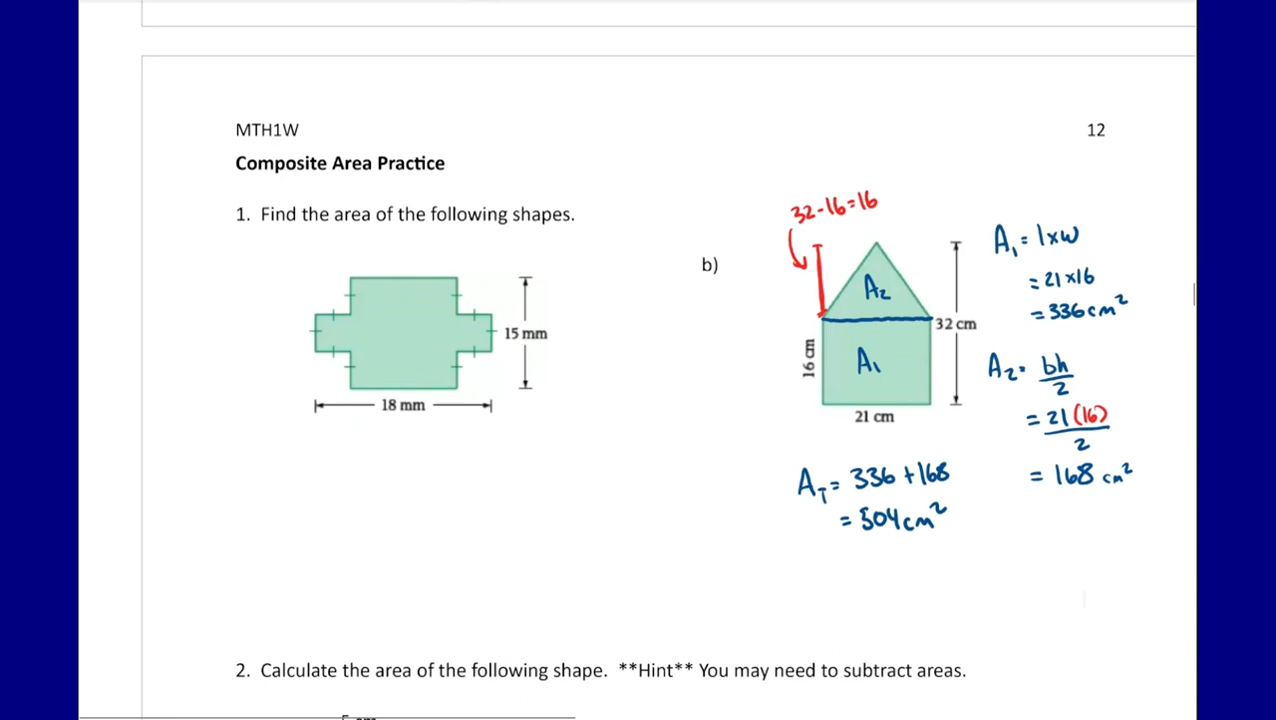 MTH1W 12
Composite Area Practice
1. Find the area of the following shapes.
15 mm
18 mm
b)
32-16=16
A₂
A₁
16 cm
32 cm
21 cm
A₁ = l×w
= 21×16
= 336 cm²
A₂ = bh/2
= 21(16)/2
= 168 cm²
A_T = 336 + 168
= 504 cm²
2. Calculate the area of the following shape. **Hint** You may need to subtract areas.